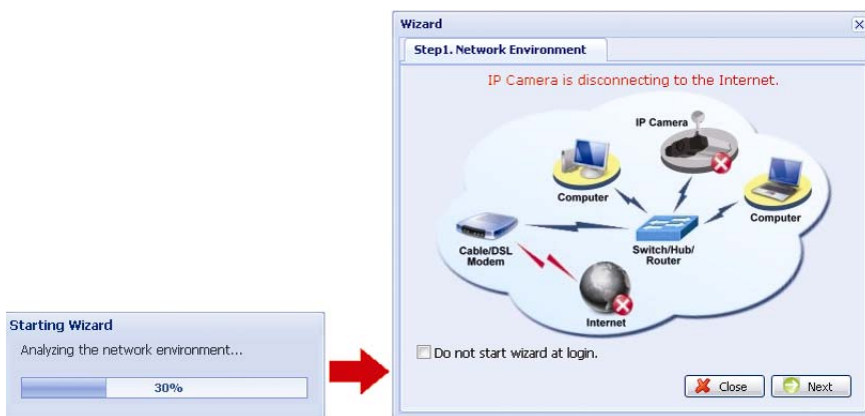 Starting Wizard
Analyzing the network environment...
30%
Wizard
Step1. Network Environment
IP Camera is disconnecting to the Internet.
IP Camera
Computer
Computer
Cable/DSL
Modem
Switch/Hub/
Router
Internet
Do not start wizard at login.
Close
Next